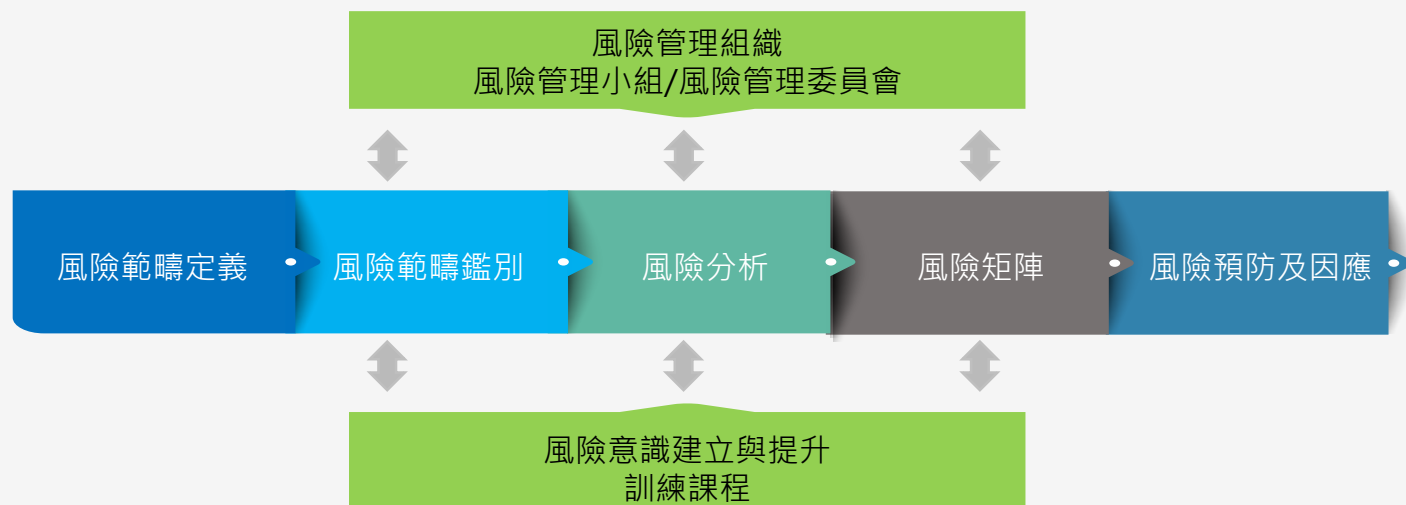 風險管理組織
風險管理小組/風險管理委員會
風險範疇定義
風險範疇鑑別
風險分析
風險矩陣
風險預防及因應
風險意識建立與提升
訓練課程